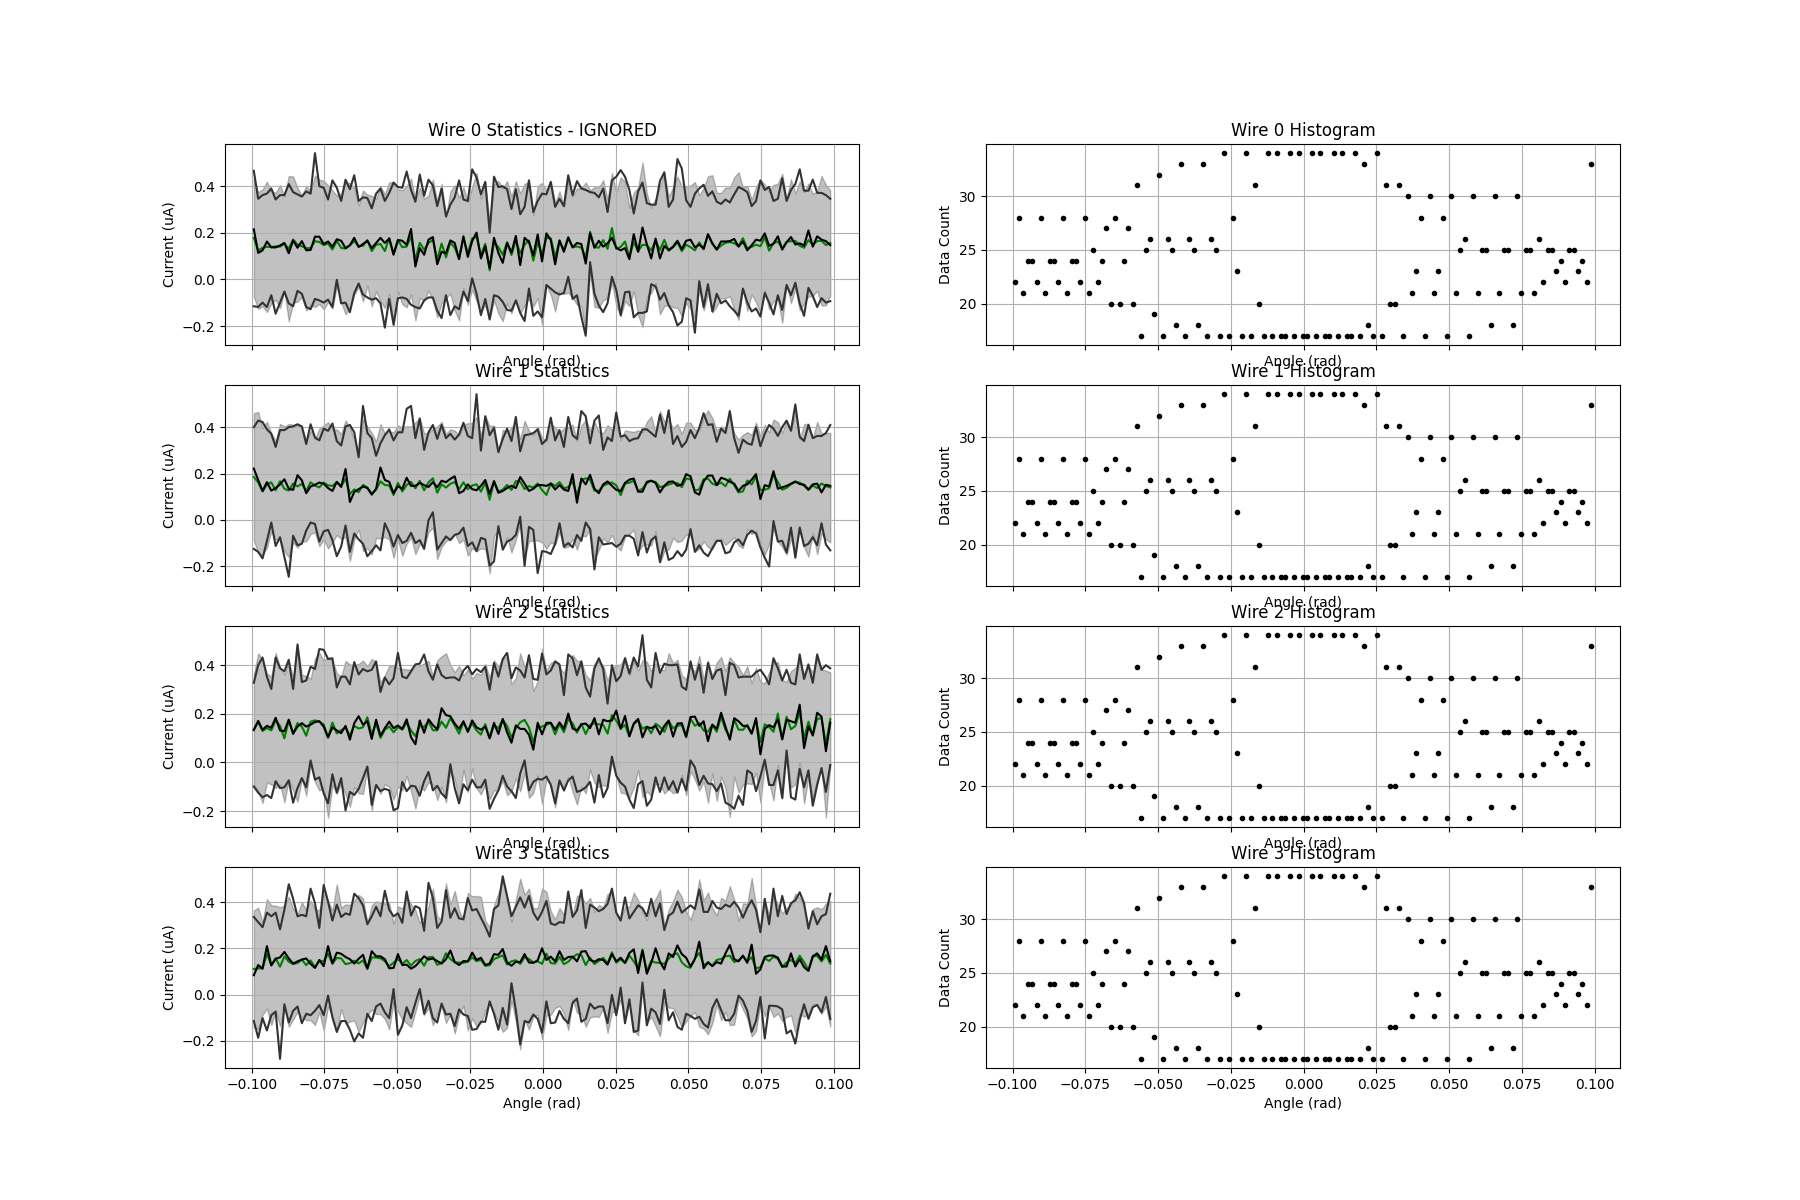 Wire 0 Statistics - IGNORED
Current (uA)
0.4
0.2
0.0
−0.2
Angle (rad)
Wire 0 Histogram
Data Count
30
25
20
Angle (rad)
Wire 1 Statistics
Current (uA)
0.4
0.2
0.0
−0.2
Angle (rad)
Wire 1 Histogram
Data Count
30
25
20
Angle (rad)
Wire 2 Statistics
Current (uA)
0.4
0.2
0.0
−0.2
Angle (rad)
Wire 2 Histogram
Data Count
30
25
20
Angle (rad)
Wire 3 Statistics
Current (uA)
0.4
0.2
0.0
−0.2
−0.100 −0.075 −0.050 −0.025 0.000 0.025 0.050 0.075 0.100
Angle (rad)
Wire 3 Histogram
Data Count
30
25
20
−0.100 −0.075 −0.050 −0.025 0.000 0.025 0.050 0.075 0.100
Angle (rad)